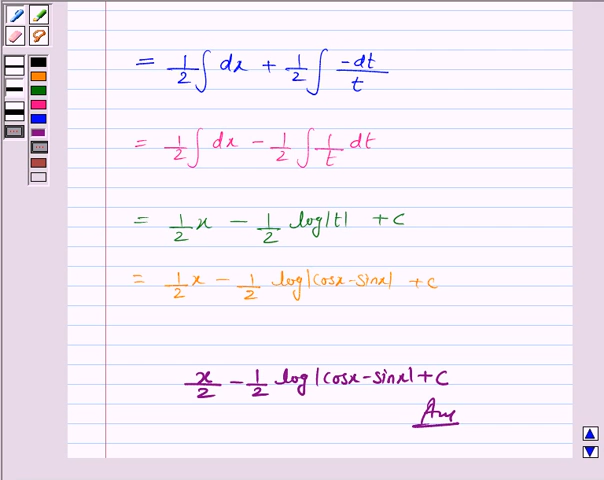 = 1/2 ∫ dx + 1/2 ∫ -dt/t
= 1/2 ∫ dx - 1/2 ∫ 1/t dt
= 1/2 x - 1/2 log|t| + c
= 1/2 x - 1/2 log|cosx-sinx| + c
x/2 - 1/2 log|cosx-sinx| + c
Ans